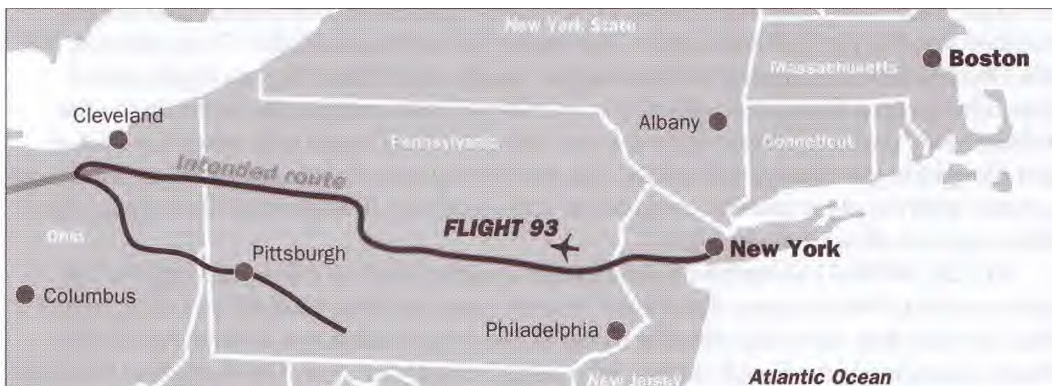 New York State
Massachusetts
Boston
Cleveland
Albany
Pennsylvania
Connecticut
Intended route
FLIGHT 93
New York
Ohio
Pittsburgh
Columbus
Philadelphia
New Jersey
Atlantic Ocean